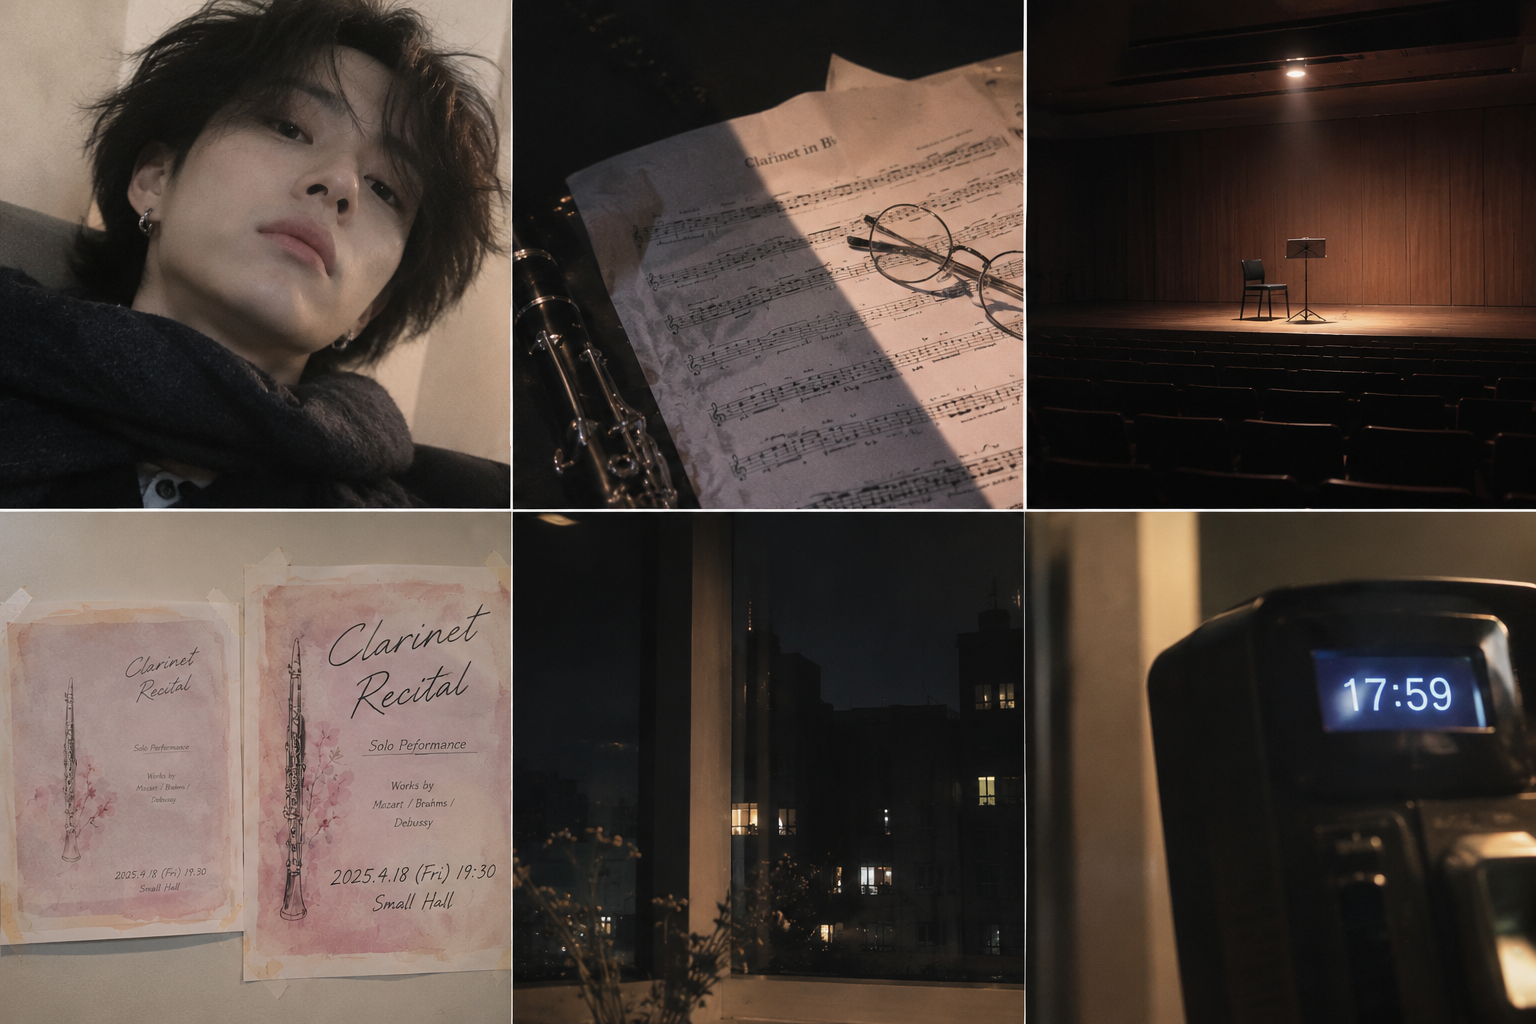 Clarinet in B♭
Clarinet
Recital
Solo Performance
Works by
Mozart / Brahms /
Debussy
2025.4.18 (Fri) 19:30
Small Hall
Clarinet
Recital
Solo Peformance
Works by
Mozart / Brahms /
Debussy
2025.4.18 (Fri) 19:30
Small Hall
17:59